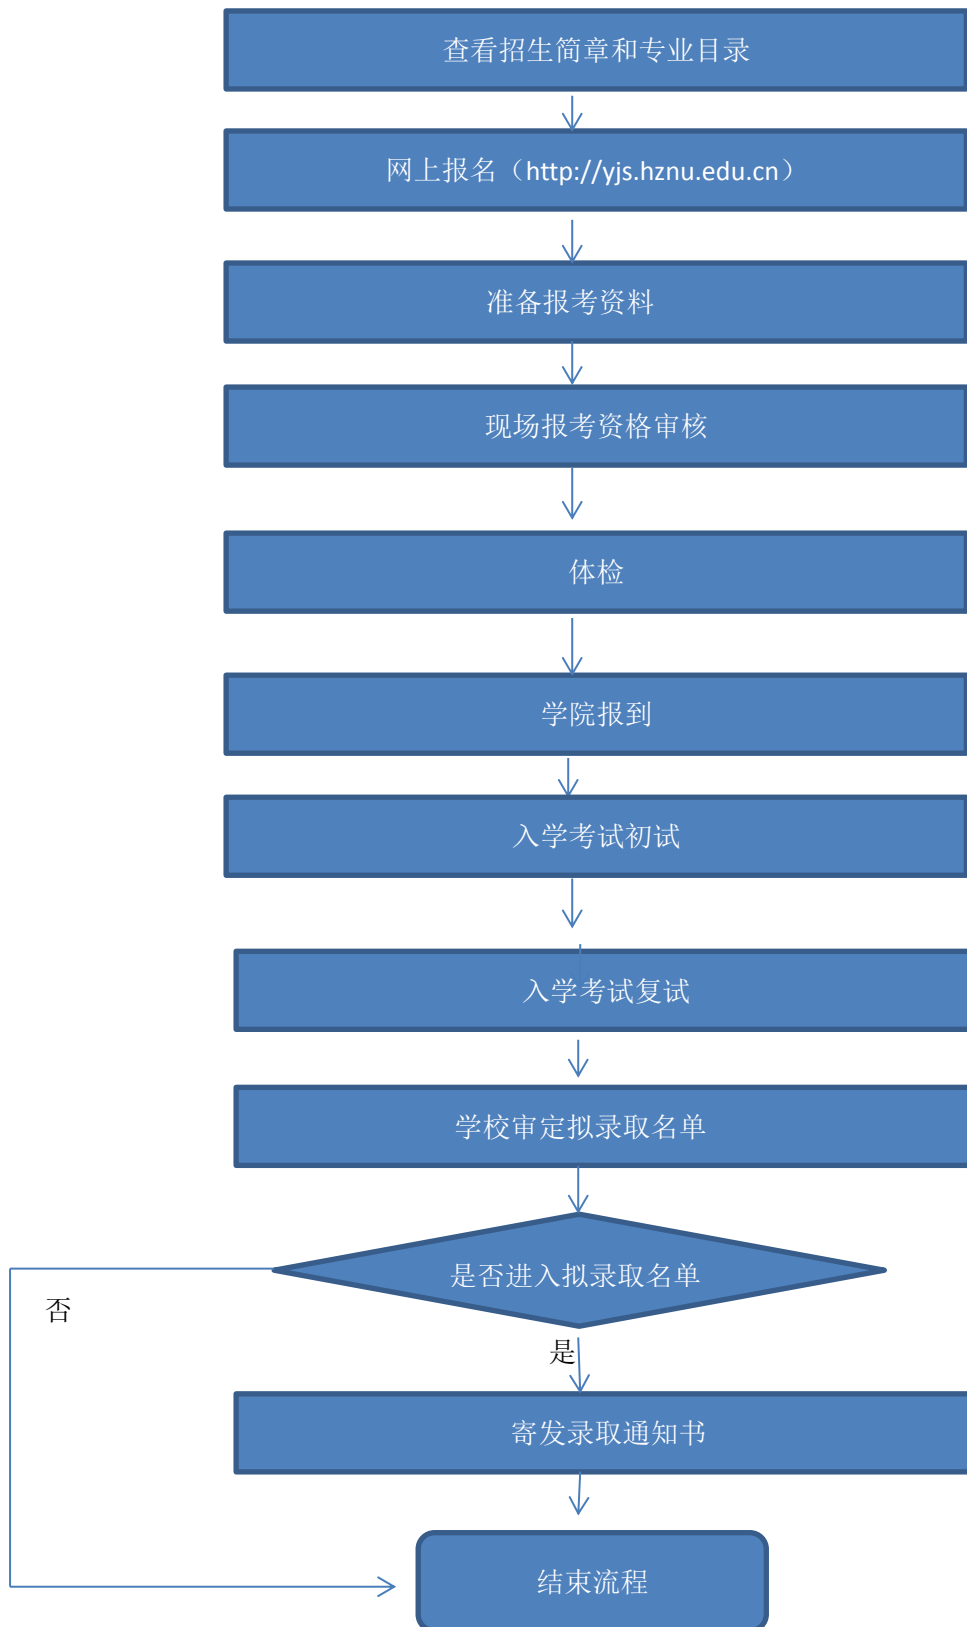 查看招生简章和专业目录
网上报名（http://yjs.hznu.edu.cn）
准备报考资料
现场报考资格审核
体检
学院报到
入学考试初试
入学考试复试
学校审定拟录取名单
是否进入拟录取名单
否
是
寄发录取通知书
结束流程